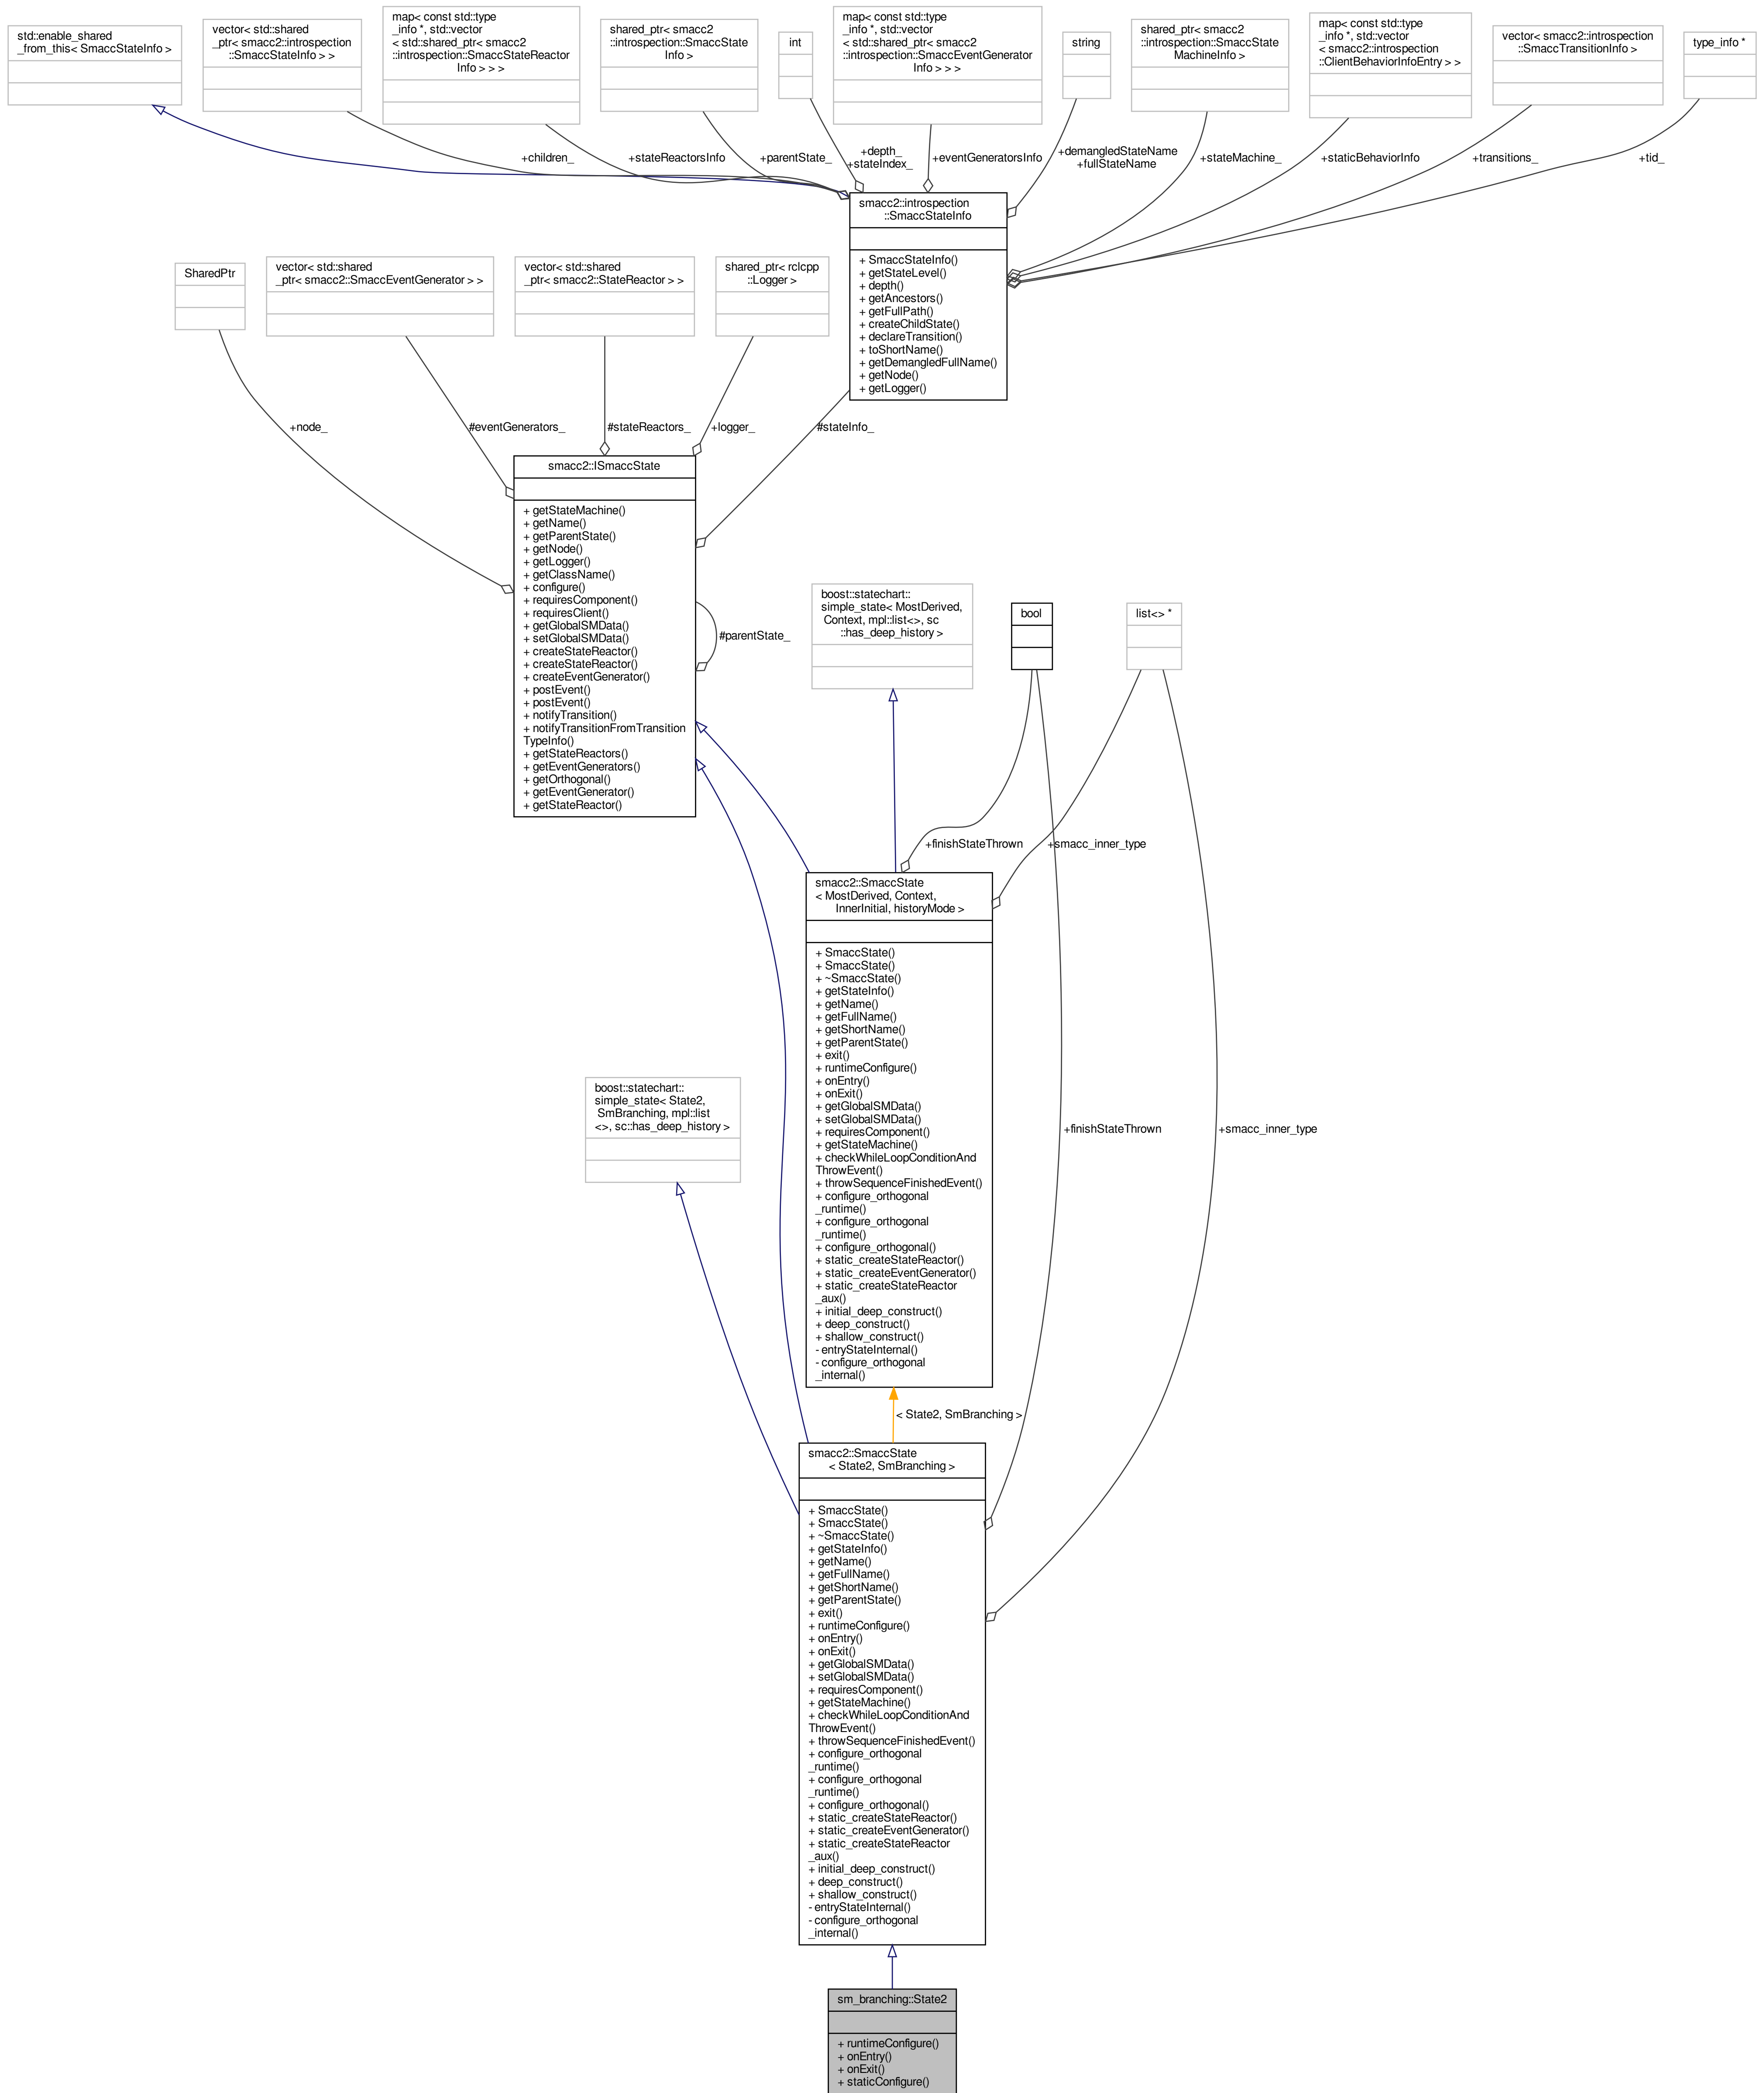 std::enable_shared
_from_this< SmaccStateInfo >
vector< std::shared
_ptr< smacc2::introspection
::SmaccStateInfo > >
map< const std::type
_info *, std::vector
< std::shared_ptr< smacc2
::introspection::SmaccStateReactor
Info > > >
shared_ptr< smacc2
::introspection::SmaccState
Info >
int
map< const std::type
_info *, std::vector
< std::shared_ptr< smacc2
::introspection::SmaccEventGenerator
Info > > >
string
shared_ptr< smacc2
::introspection::SmaccState
MachineInfo >
map< const std::type
_info *, std::vector
< smacc2::introspection
::ClientBehaviorInfoEntry > >
vector< smacc2::introspection
::SmaccTransitionInfo >
type_info *
+children_
+stateReactorsInfo
+parentState_
+depth_
+stateIndex_
+eventGeneratorsInfo
+demangledStateName
+fullStateName
+stateMachine_
+staticBehaviorInfo
+transitions_
+tid_
smacc2::introspection
::SmaccStateInfo
+ SmaccStateInfo()
+ getStateLevel()
+ depth()
+ getAncestors()
+ getFullPath()
+ createChildState()
+ declareTransition()
+ toShortName()
+ getDemangledFullName()
+ getNode()
+ getLogger()
SharedPtr
vector< std::shared
_ptr< smacc2::SmaccEventGenerator > >
vector< std::shared
_ptr< smacc2::StateReactor > >
shared_ptr< rclcpp
::Logger >
+node_
#eventGenerators_
#stateReactors_
+logger_
#stateInfo_
smacc2::ISmaccState
+ getStateMachine()
+ getName()
+ getParentState()
+ getNode()
+ getLogger()
+ getClassName()
+ configure()
+ requiresComponent()
+ requiresClient()
+ getGlobalSMData()
+ setGlobalSMData()
+ createStateReactor()
+ createStateReactor()
+ createEventGenerator()
+ postEvent()
+ postEvent()
+ notifyTransition()
+ notifyTransitionFromTransition
TypeInfo()
+ getStateReactors()
+ getEventGenerators()
+ getOrthogonal()
+ getEventGenerator()
+ getStateReactor()
#parentState_
boost::statechart::
simple_state< MostDerived,
Context, mpl::list<>, sc
::has_deep_history >
bool
list<> *
+finishStateThrown
+smacc_inner_type
smacc2::SmaccState
< MostDerived, Context,
InnerInitial, historyMode >
+ SmaccState()
+ SmaccState()
+ ~SmaccState()
+ getStateInfo()
+ getName()
+ getFullName()
+ getShortName()
+ getParentState()
+ exit()
+ runtimeConfigure()
+ onEntry()
+ onExit()
+ getGlobalSMData()
+ setGlobalSMData()
+ requiresComponent()
+ getStateMachine()
+ checkWhileLoopConditionAnd
ThrowEvent()
+ throwSequenceFinishedEvent()
+ configure_orthogonal
_runtime()
+ configure_orthogonal
_runtime()
+ configure_orthogonal()
+ static_createStateReactor()
+ static_createEventGenerator()
+ static_createStateReactor
_aux()
+ initial_deep_construct()
+ deep_construct()
+ shallow_construct()
- entryStateInternal()
- configure_orthogonal
_internal()
boost::statechart::
simple_state< State2,
SmBranching, mpl::list
<>, sc::has_deep_history >
+finishStateThrown
+smacc_inner_type
< State2, SmBranching >
smacc2::SmaccState
< State2, SmBranching >
+ SmaccState()
+ SmaccState()
+ ~SmaccState()
+ getStateInfo()
+ getName()
+ getFullName()
+ getShortName()
+ getParentState()
+ exit()
+ runtimeConfigure()
+ onEntry()
+ onExit()
+ getGlobalSMData()
+ setGlobalSMData()
+ requiresComponent()
+ getStateMachine()
+ checkWhileLoopConditionAnd
ThrowEvent()
+ throwSequenceFinishedEvent()
+ configure_orthogonal
_runtime()
+ configure_orthogonal
_runtime()
+ configure_orthogonal()
+ static_createStateReactor()
+ static_createEventGenerator()
+ static_createStateReactor
_aux()
+ initial_deep_construct()
+ deep_construct()
+ shallow_construct()
- entryStateInternal()
- configure_orthogonal
_internal()
sm_branching::State2
+ runtimeConfigure()
+ onEntry()
+ onExit()
+ staticConfigure()